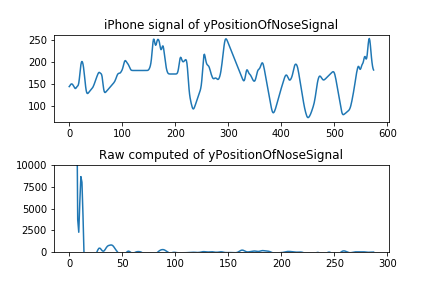 iPhone signal of yPositionOfNoseSignal
250
200
150
100
0 100 200 300 400 500 600
Raw computed of yPositionOfNoseSignal
10000
7500
5000
2500
0
0 50 100 150 200 250 300